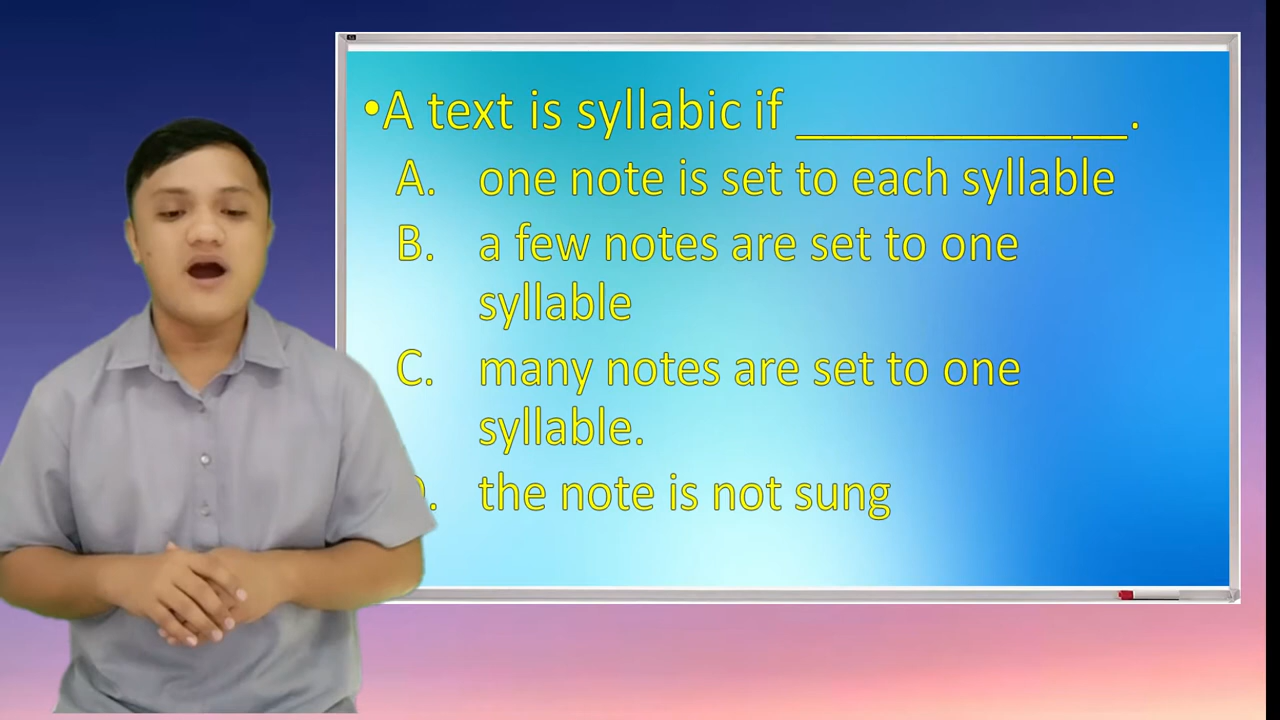 •A text is syllabic if ____________.
A. one note is set to each syllable
B. a few notes are set to one
syllable
C. many notes are set to one
syllable.
. the note is not sung